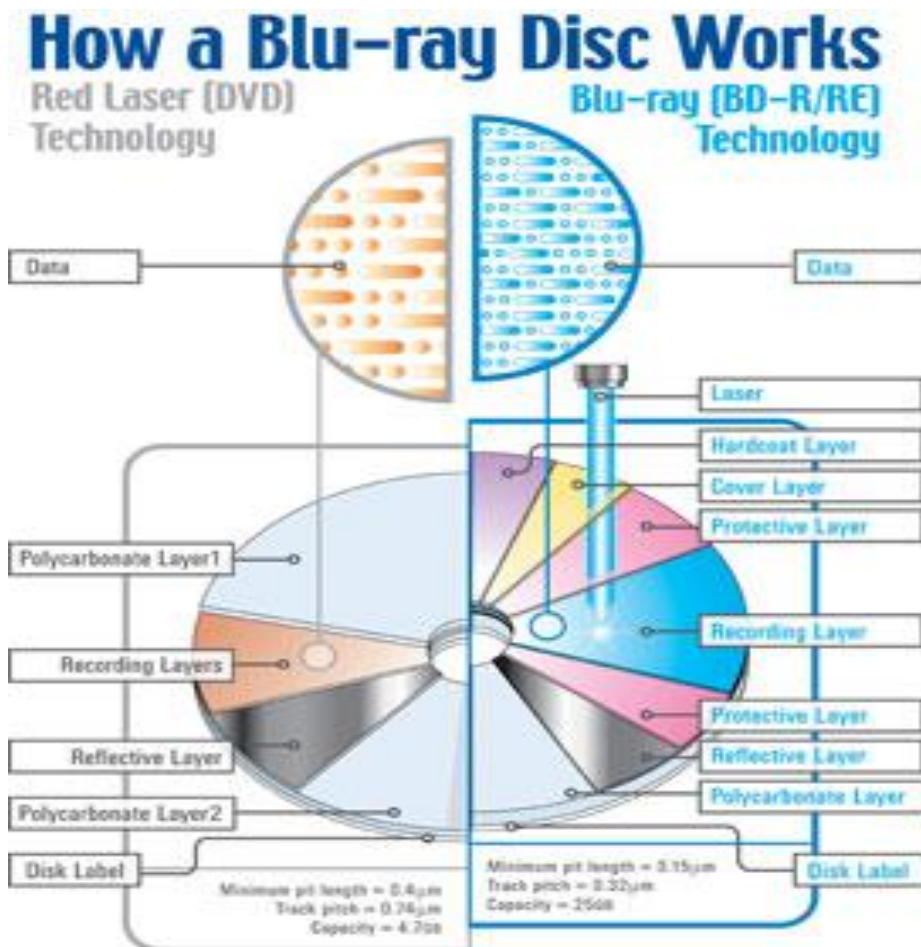 How a Blu-ray Disc Works
Red Laser (DVD)
Technology
Blu-ray (BD-R/RE)
Technology
Data
Data
Laser
Hardcoat Layer
Cover Layer
Protective Layer
Polycarbonate Layer1
Recording Layer
Recording Layers
Protective Layer
Reflective Layer
Reflective Layer
Polycarbonate Layer
Polycarbonate Layer2
Disk Label
Disk Label
Minimum pit length = 0.4μm
Track pitch = 0.74μm
Capacity = 4.7GB
Minimum pit length = 0.15μm
Track pitch = 0.32μm
Capacity = 25GB